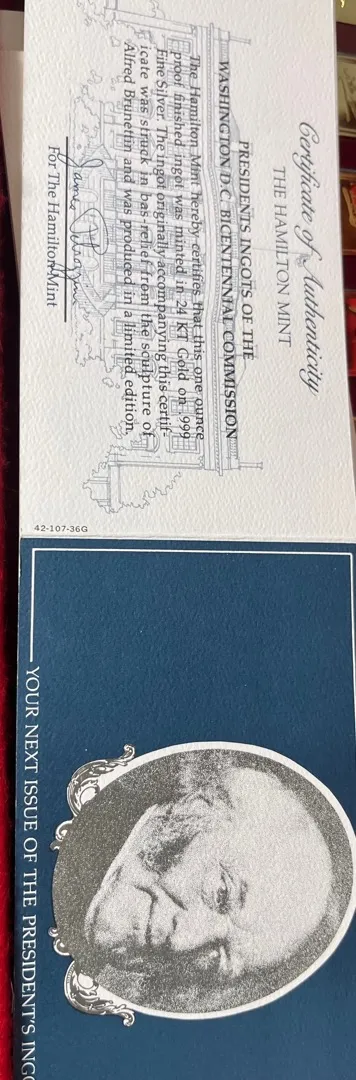 Certificate of Authenticity
THE HAMILTON MINT
PRESIDENTS INGOTS OF THE
WASHINGTON D.C. BICENTENNIAL COMMISSION
The Hamilton Mint hereby certifies that this one ounce
proof finished ingot was minted in 24 KT Gold on .999
Fine Silver. The ingot originally accompanying this certif-
icate was struck in bas relief from the sculpture of
Alfred Brunettin and was produced in a limited edition.
For The Hamilton Mint
42-107-36G
YOUR NEXT ISSUE OF THE PRESIDENT'S INGO